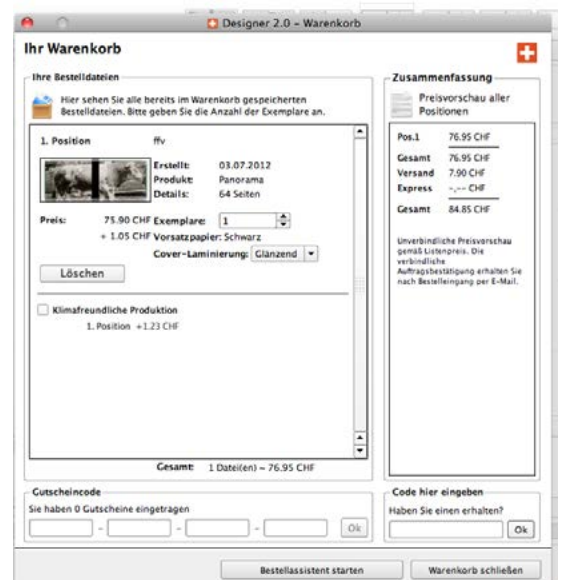 Designer 2.0 – Warenkorb
Ihr Warenkorb
Ihre Bestelldateien
Hier sehen Sie alle bereits im Warenkorb gespeicherten
Bestelldateien. Bitte geben Sie die Anzahl der Exemplare an.
1. Position ffv
Erstellt: 03.07.2012
Produkt: Panorama
Details: 64 Seiten
Preis: 75.90 CHF Exemplare: 1
+ 1.05 CHF Vorsatzpapier: Schwarz
Cover-Laminierung: Glänzend
Löschen
Klimafreundliche Produktion
1. Position +1.23 CHF
Gesamt: 1 Datei(en) – 76.95 CHF
Zusammenfassung
Preisvorschau aller
Positionen
Pos.1 76.95 CHF
Gesamt 76.95 CHF
Versand 7.90 CHF
Express -,-- CHF
Gesamt 84.85 CHF
Unverbindliche Preisvorschau
gemäß Listenpreis. Die
verbindliche
Auftragsbestätigung erhalten Sie
nach Bestelleingang per E-Mail.
Gutscheincode
Sie haben 0 Gutscheine eingetragen
- - - Ok
Code hier eingeben
Haben Sie einen erhalten?
Ok
Bestellassistent starten
Warenkorb schließen